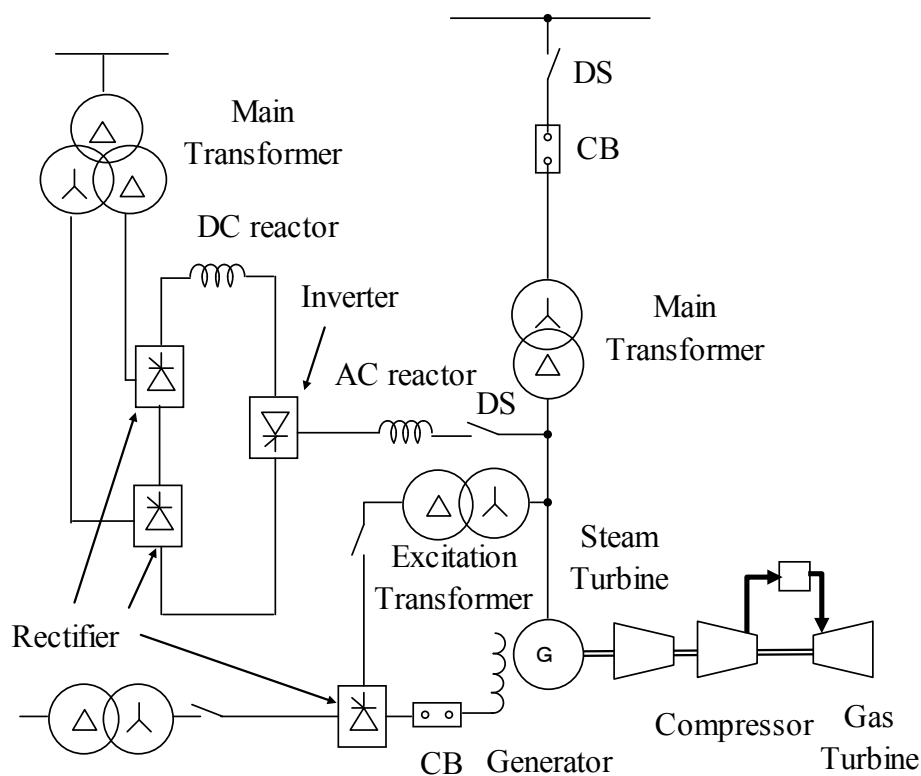 DS
Main
Transformer
CB
DC reactor
Inverter
Main
Transformer
AC reactor
DS
Excitation
Transformer
Steam
Turbine
Rectifier
G
Compressor
Gas
Turbine
CB
Generator